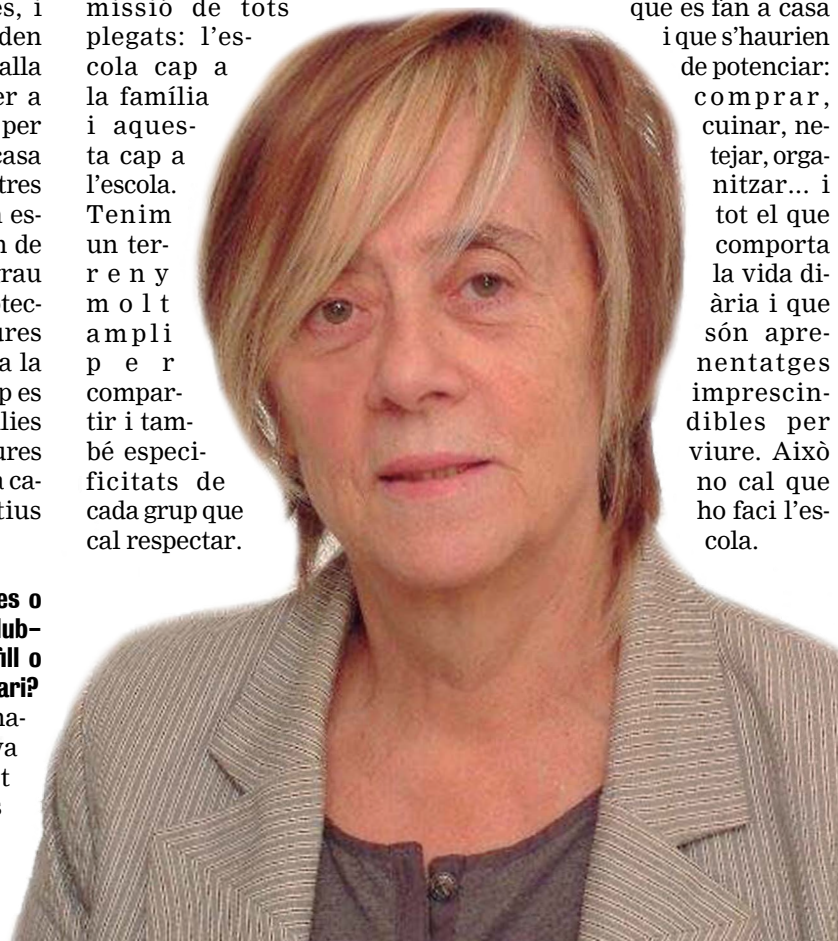 es, i
den
alla
er a
per
casa
tres
n es-
n de
rau
otec-
ures
a la
p es
lies
ures
a ca-
tius
es o
lub-
fill o
ari?
na-
va
t
s
missió de tots
plegats: l'es-
cola cap a
la família
i aques-
ta cap a
l'escola.
Tenim
un ter-
reny
molt
ampli
per
compar-
tir i tam-
bé especi-
ficitats de
cada grup que
cal respectar.
que es fan a casa
i que s'haurien
de potenciar:
comprar,
cuinar, ne-
tejar, orga-
nitzar... i
tot el que
comporta
la vida di-
ària i que
són apre-
nentatges
imprescin-
dibles per
viure. Això
no cal que
ho faci l'es-
cola.